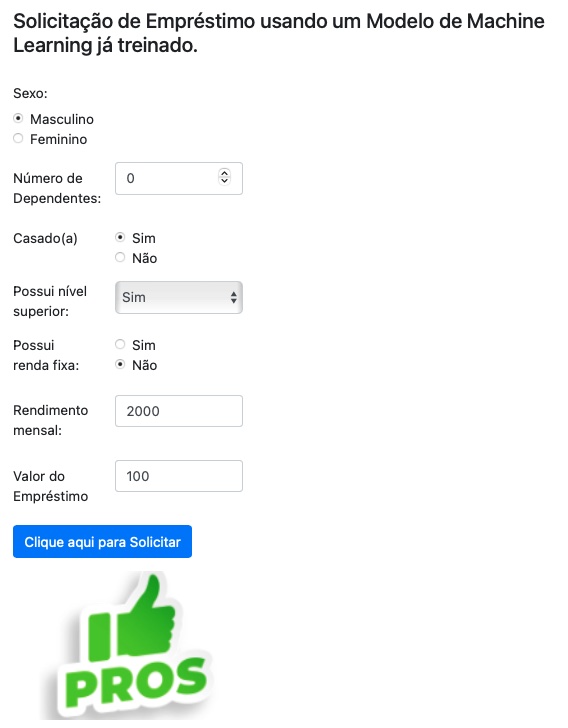 Solicitação de Empréstimo usando um Modelo de Machine
Learning já treinado.
Sexo:
Masculino
Feminino
Número de
Dependentes:
0
Casado(a)
Sim
Não
Possui nível
superior:
Sim
Possui
renda fixa:
Sim
Não
Rendimento
mensal:
2000
Valor do
Empréstimo
100
Clique aqui para Solicitar
PROS